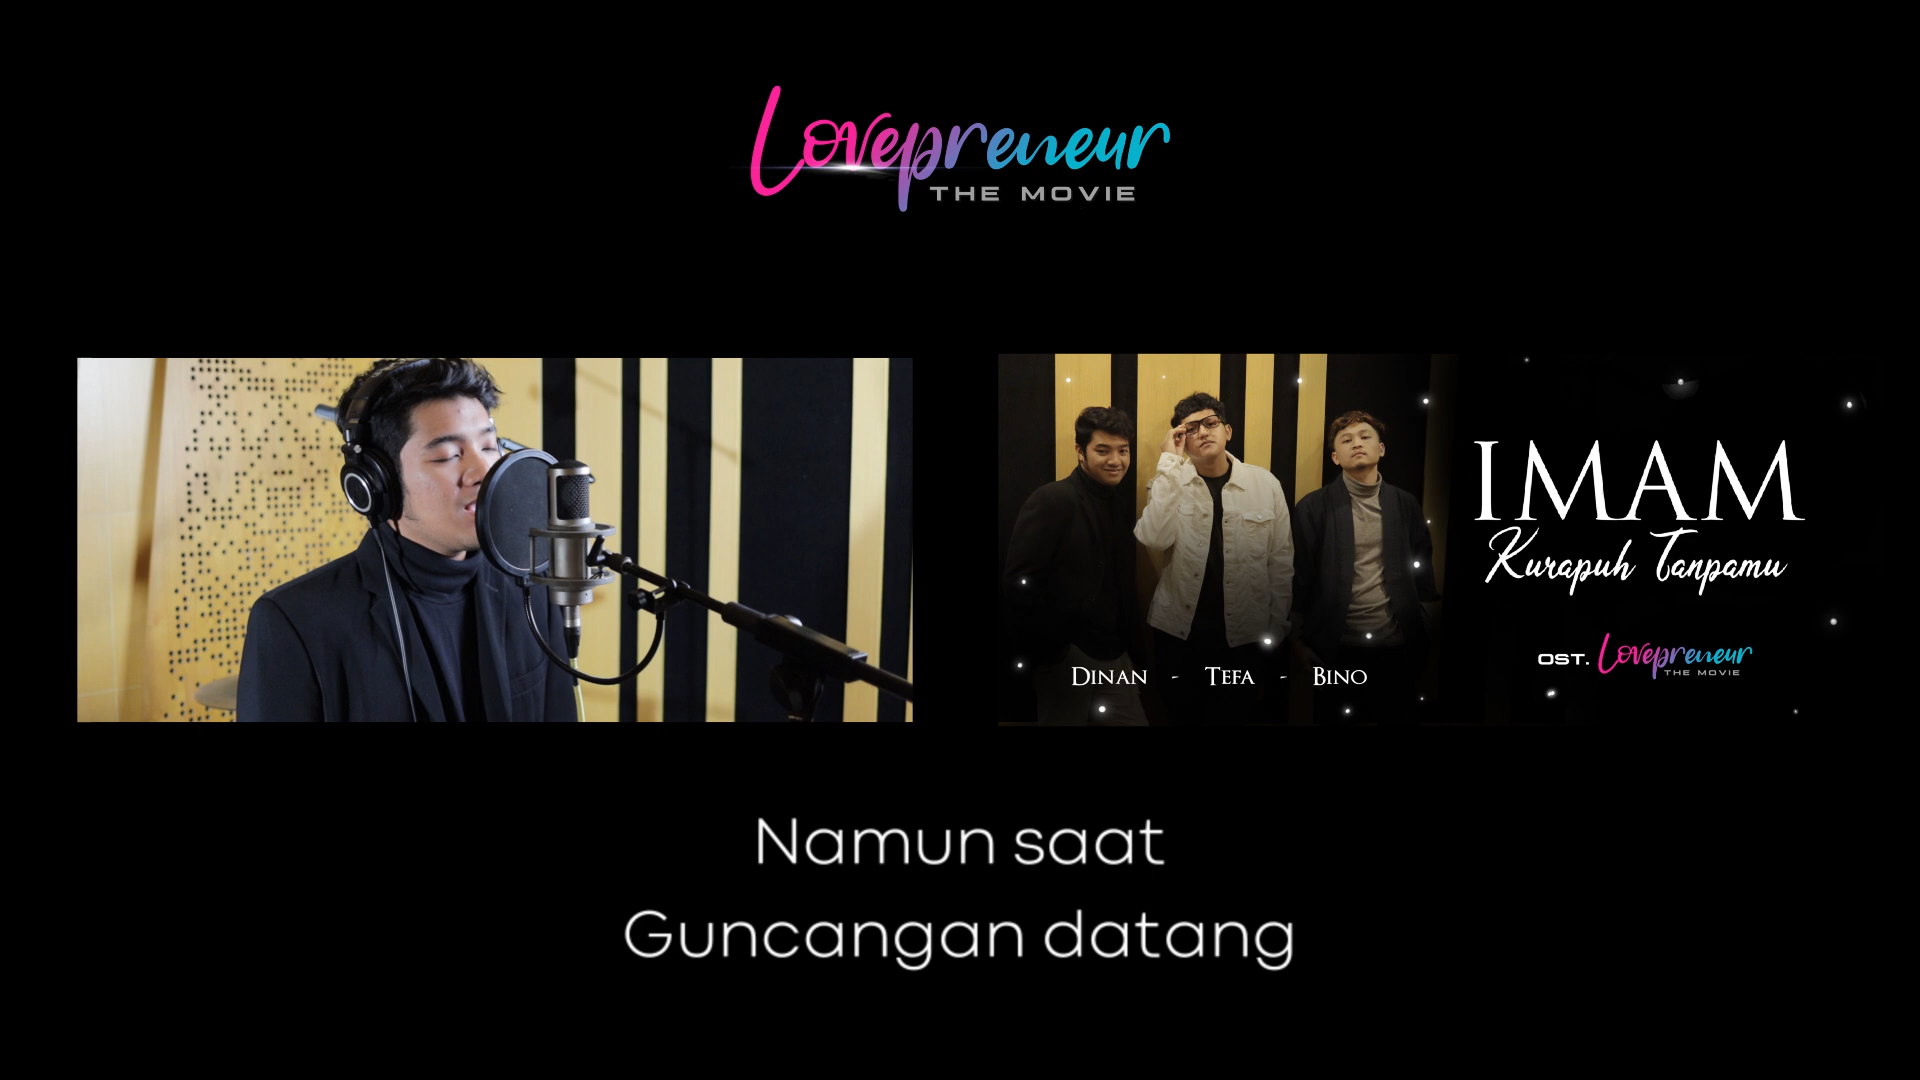 Lovepreneur
THE MOVIE
IMAM
Kurapuh Tanpamu
OST. Lovepreneur
THE MOVIE
DINAN - TEFA - BINO
Namun saat
Guncangan datang